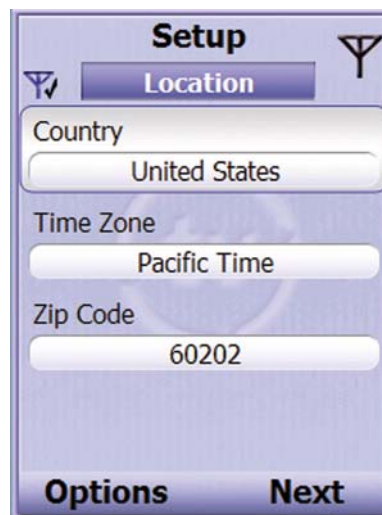 Setup
Location
Country
United States
Time Zone
Pacific Time
Zip Code
60202
Options Next